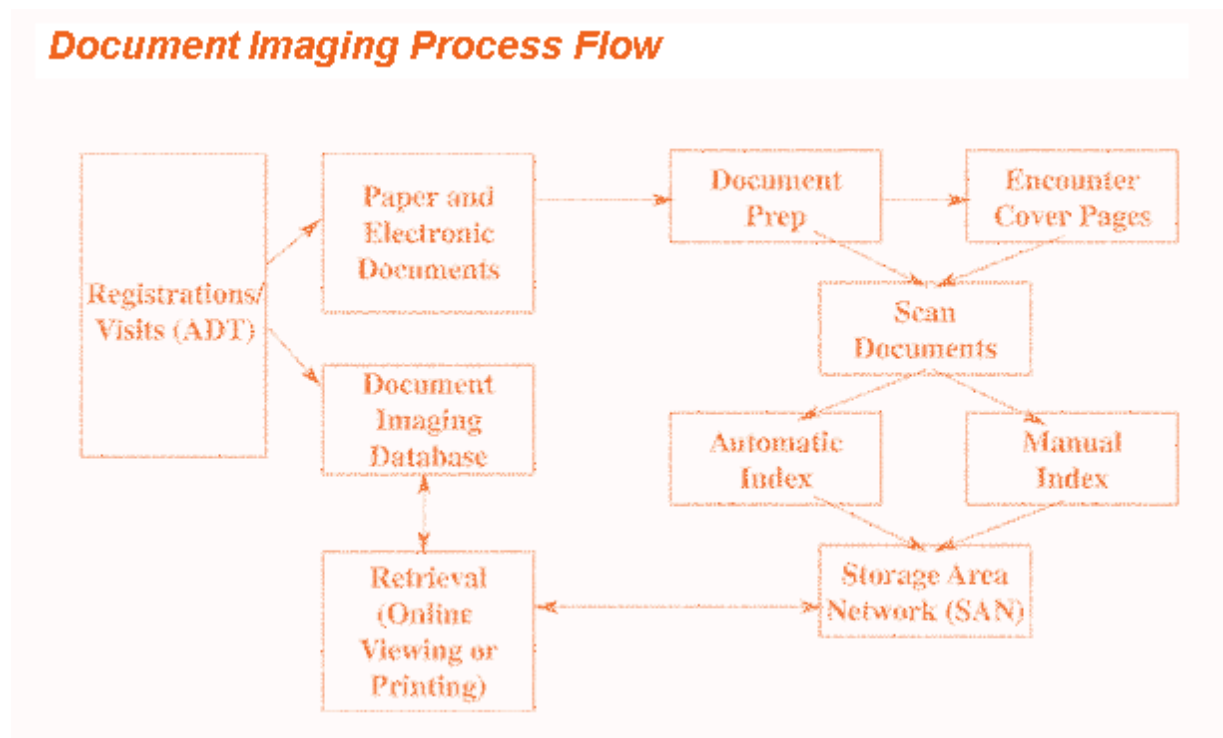 Document Imaging Process Flow
Paper and
Electronic
Documents
Document
Prep
Encounter
Cover Pages
Registrations/
Visits (ADT)
Scan
Documents
Document
Imaging
Database
Automatic
Index
Manual
Index
Retrieval
(Online
Viewing or
Printing)
Storage Area
Network (SAN)